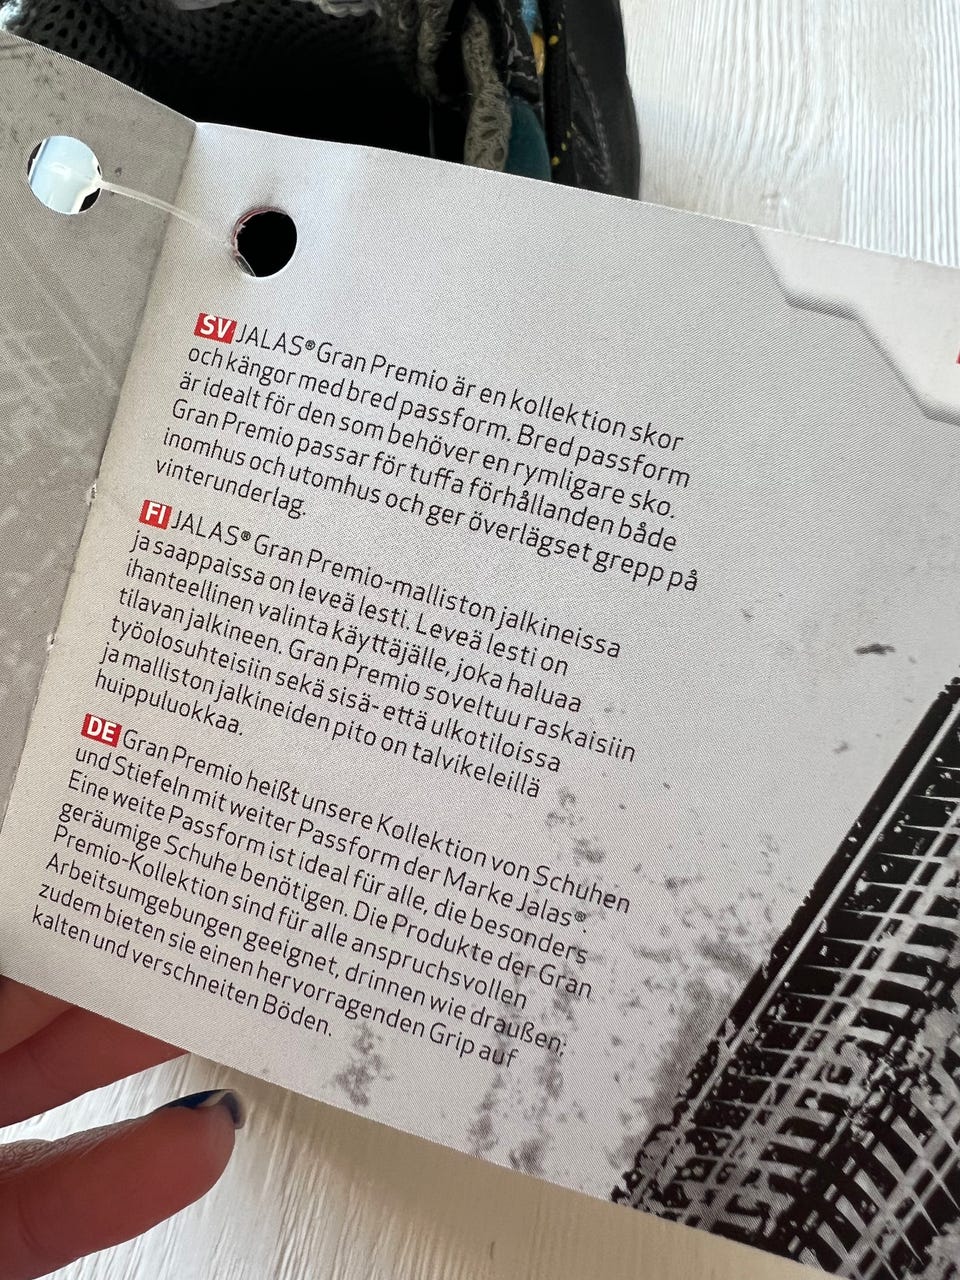 SV JALAS® Gran Premio är en kollektion skor
och kängor med bred passform. Bred passform
är idealt för den som behöver en rymligare sko.
Gran Premio passar för tuffa förhållanden både
inomhus och utomhus och ger överlägset grepp på
vinterunderlag.
FI JALAS® Gran Premio-malliston jalkineissa
ja saappaissa on leveä lesti. Leveä lesti on
ihanteellinen valinta käyttäjälle, joka haluaa
tilavan jalkineen. Gran Premio soveltuu raskaisiin
työolosuhteisiin sekä sisä- että ulkotiloissa
ja malliston jalkineiden pito on talvikeleillä
huippuluokkaa.
DE Gran Premio heißt unsere Kollektion von Schuhen
und Stiefeln mit weiter Passform der Marke Jalas®.
Eine weite Passform ist ideal für alle, die besonders
geräumige Schuhe benötigen. Die Produkte der Gran
Premio-Kollektion sind für alle anspruchsvollen
Arbeitsumgebungen geeignet, drinnen wie draußen;
zudem bieten sie einen hervorragenden Grip auf
kalten und verschneiten Böden.